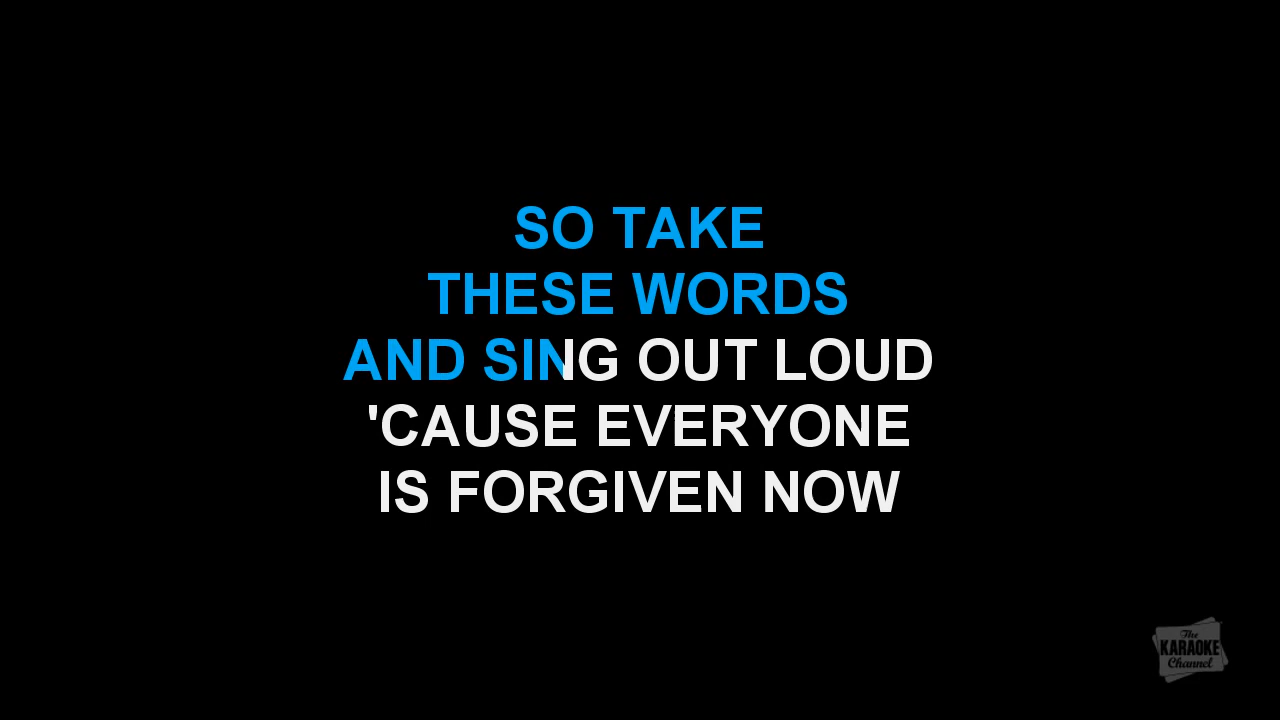 SO TAKE
THESE WORDS
AND SING OUT LOUD
'CAUSE EVERYONE
IS FORGIVEN NOW
The
KARAOKE
Channel